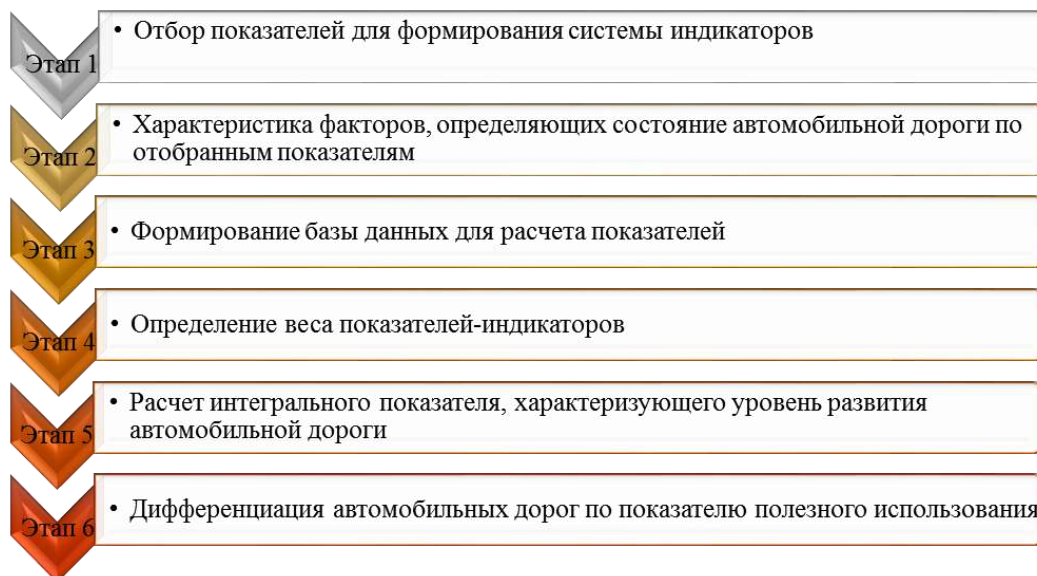 • Отбор показателей для формирования системы индикаторов
Этап 1
• Характеристика факторов, определяющих состояние автомобильной дороги по
отобранным показателям
Этап 2
• Формирование базы данных для расчета показателей
Этап 3
• Определение веса показателей-индикаторов
Этап 4
• Расчет интегрального показателя, характеризующего уровень развития
автомобильной дороги
Этап 5
• Дифференциация автомобильных дорог по показателю полезного использования
Этап 6